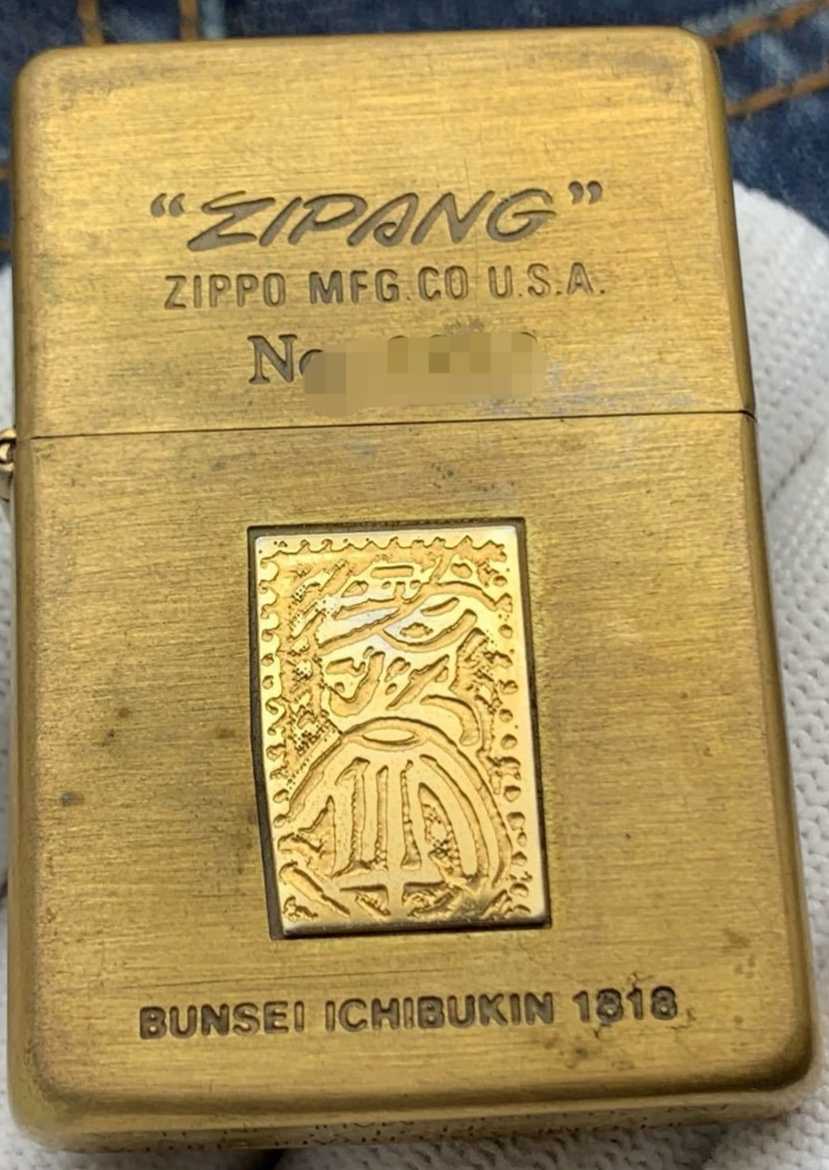 “ZIPANG”
ZIPPO MFG.CO U.S.A.
BUNSEI ICHIBUKIN 1818